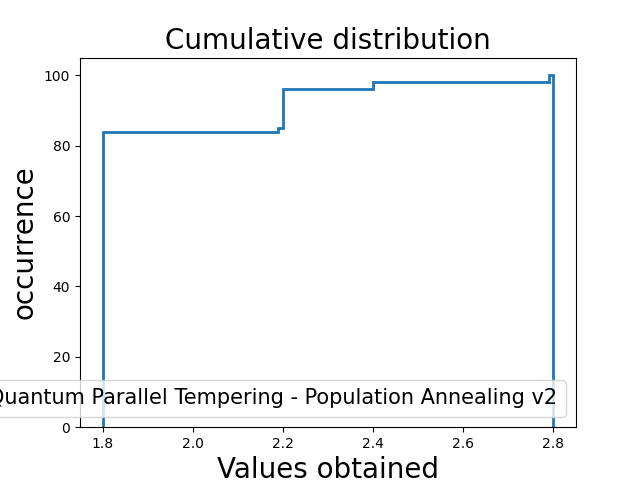 Cumulative distribution
occurrence
100
80
60
40
20
0
Quantum Parallel Tempering - Population Annealing v2
1.8 2.0 2.2 2.4 2.6 2.8
Values obtained